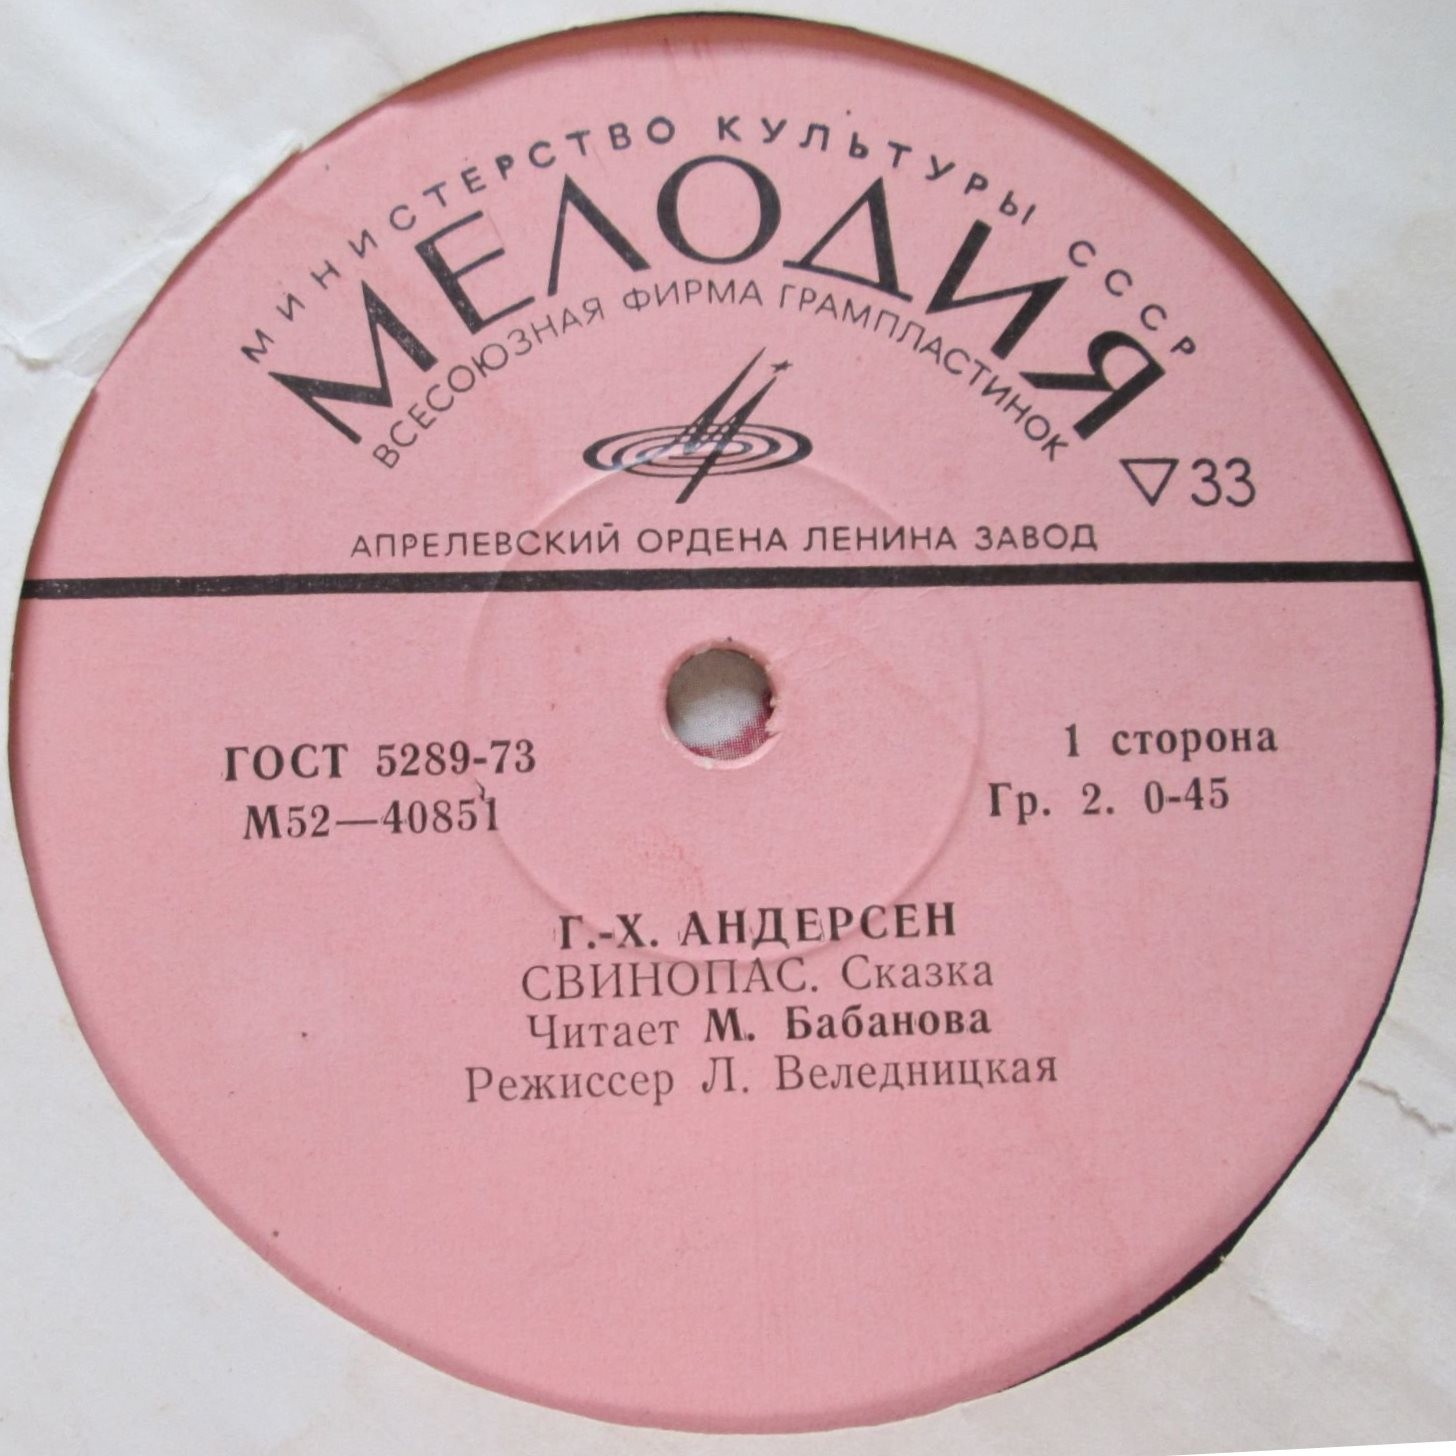 МИНИСТЕРСТВО КУЛЬТУРЫ СССР
МЕЛОДИЯ
ВСЕСОЮЗНАЯ ФИРМА ГРАМПЛАСТИНОК
▽33
АПРЕЛЕВСКИЙ ОРДЕНА ЛЕНИНА ЗАВОД
ГОСТ 5289-73
М52—40851
1 сторона
Гр. 2. 0-45
Г.-Х. АНДЕРСЕН
СВИНОПАС. Сказка
Читает М. Бабанова
Режиссер Л. Веледницкая